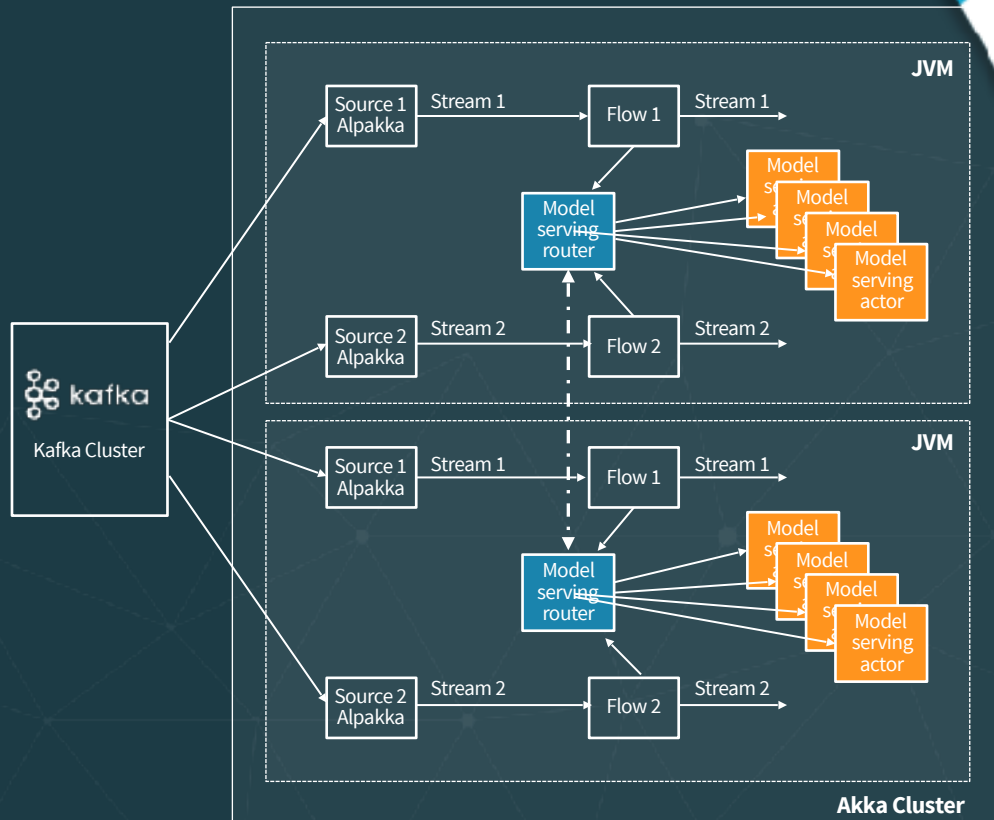 JVM
Source 1
Alpakka
Stream 1
Flow 1
Stream 1
Model
Model
Model
Model
serving
actor
Model
serving
router
Source 2
Alpakka
Stream 2
Flow 2
Stream 2
kafka
Kafka Cluster
JVM
Source 1
Alpakka
Stream 1
Flow 1
Stream 1
Model
Model
Model
Model
serving
actor
Model
serving
router
Source 2
Alpakka
Stream 2
Flow 2
Stream 2
Akka Cluster